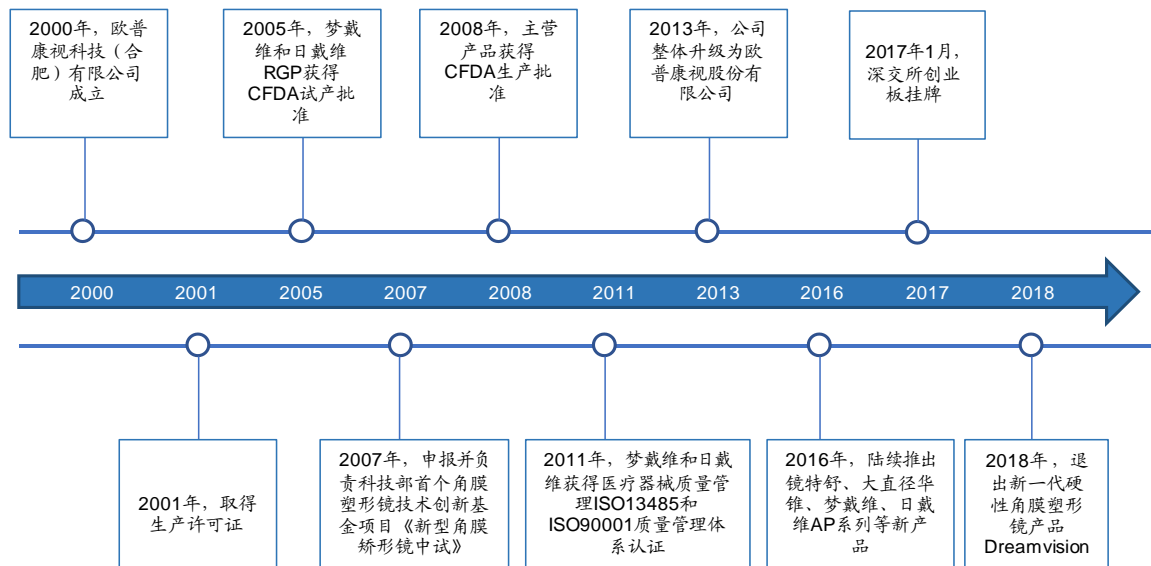 2000年，欧普
康视科技（合
肥）有限公司
成立
2005年，梦戴
维和日戴维
RGP获得
CFDA试产批
准
2008年，主营
产品获得
CFDA生产批
准
2013年，公司
整体升级为欧
普康视股份有
限公司
2017年1月，
深交所创业
板挂牌
2000 2001 2005 2007 2008 2011 2013 2016 2017 2018
2001年，取得
生产许可证
2007年，申报并负
责科技部首个角膜
塑形镜技术创新基
金项目《新型角膜
矫形镜中试》
2011年，梦戴维和日戴
维获得医疗器械质量管
理ISO13485和
ISO90001质量管理体
系认证
2016年，陆续推出
镜特舒、大直径华
锥、梦戴维、日戴
维AP系列等新产
品
2018年，退
出新一代硬
性角膜塑形
镜产品
Dreamvision